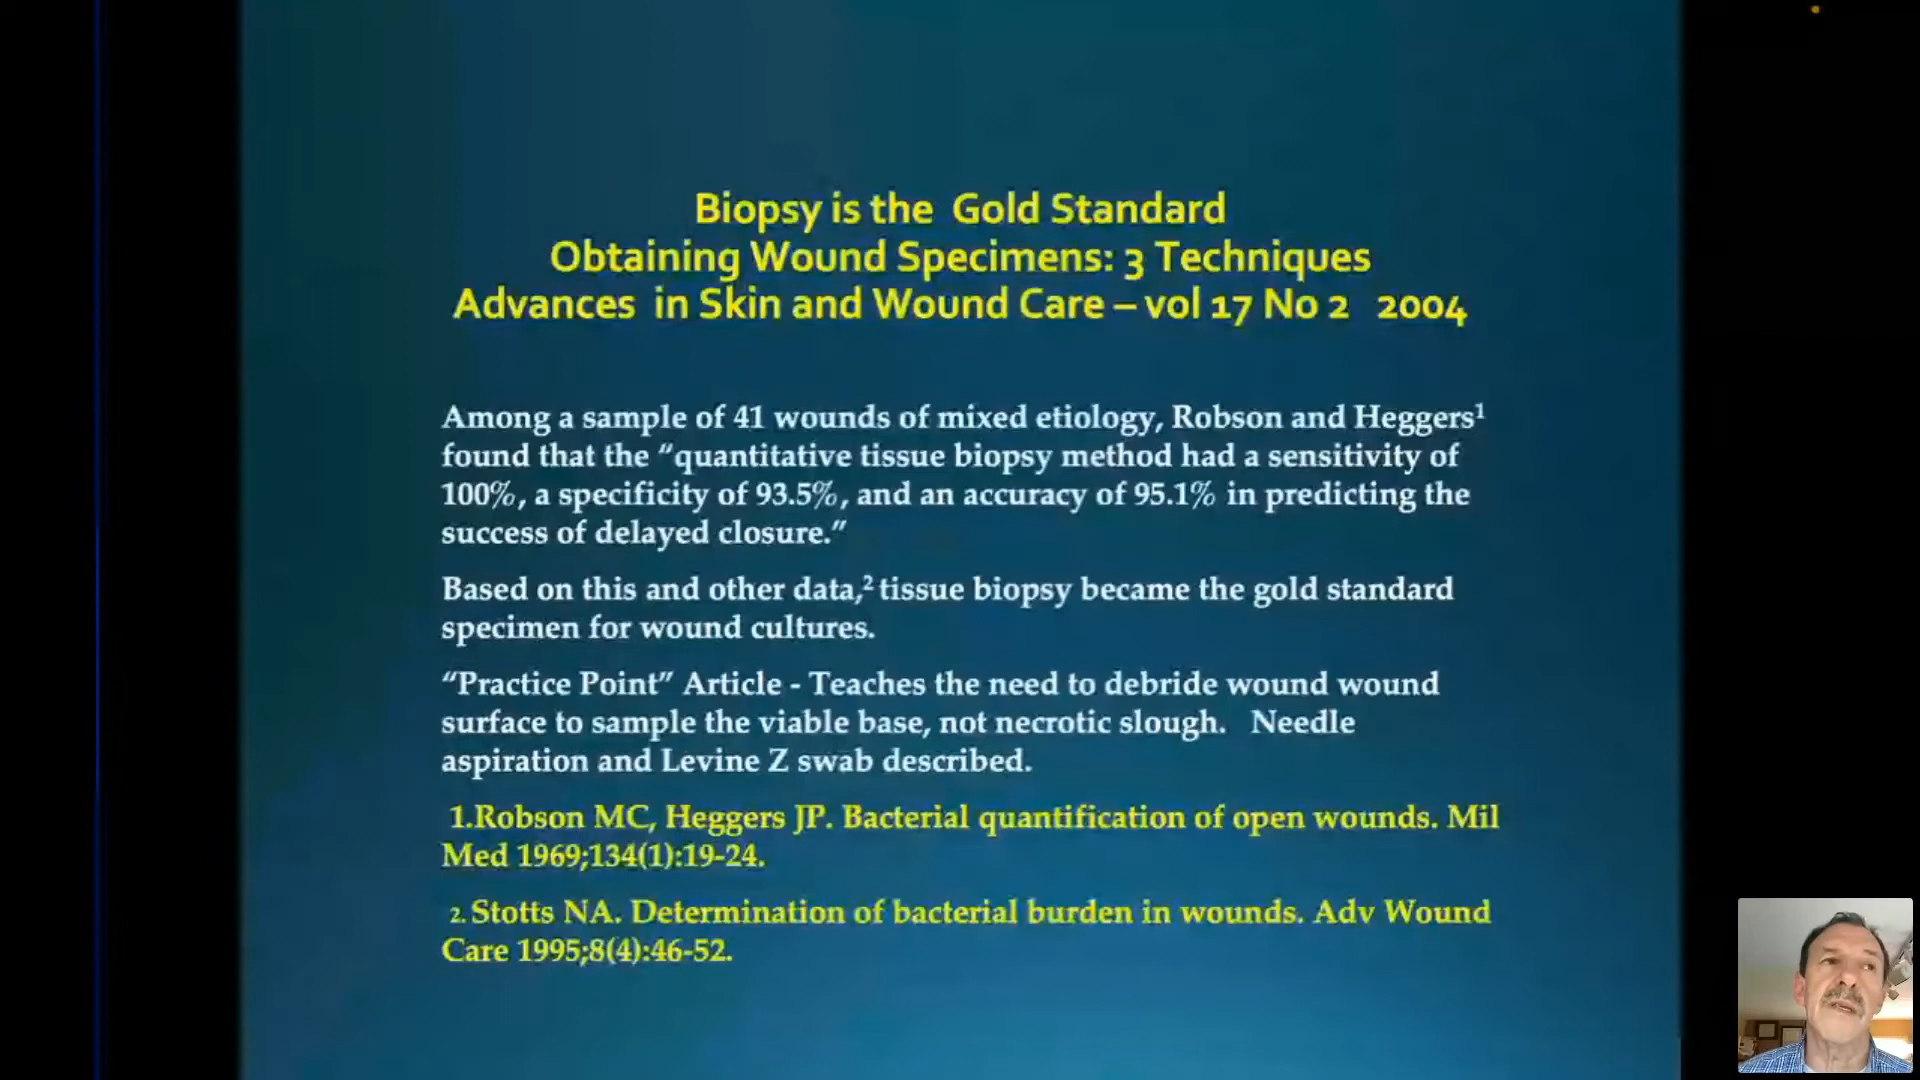 Biopsy is the Gold Standard
Obtaining Wound Specimens: 3 Techniques
Advances in Skin and Wound Care – vol 17 No 2 2004
Among a sample of 41 wounds of mixed etiology, Robson and Heggers¹
found that the “quantitative tissue biopsy method had a sensitivity of
100%, a specificity of 93.5%, and an accuracy of 95.1% in predicting the
success of delayed closure.”
Based on this and other data,² tissue biopsy became the gold standard
specimen for wound cultures.
“Practice Point” Article - Teaches the need to debride wound wound
surface to sample the viable base, not necrotic slough. Needle
aspiration and Levine Z swab described.
1.Robson MC, Heggers JP. Bacterial quantification of open wounds. Mil
Med 1969;134(1):19-24.
2. Stotts NA. Determination of bacterial burden in wounds. Adv Wound
Care 1995;8(4):46-52.